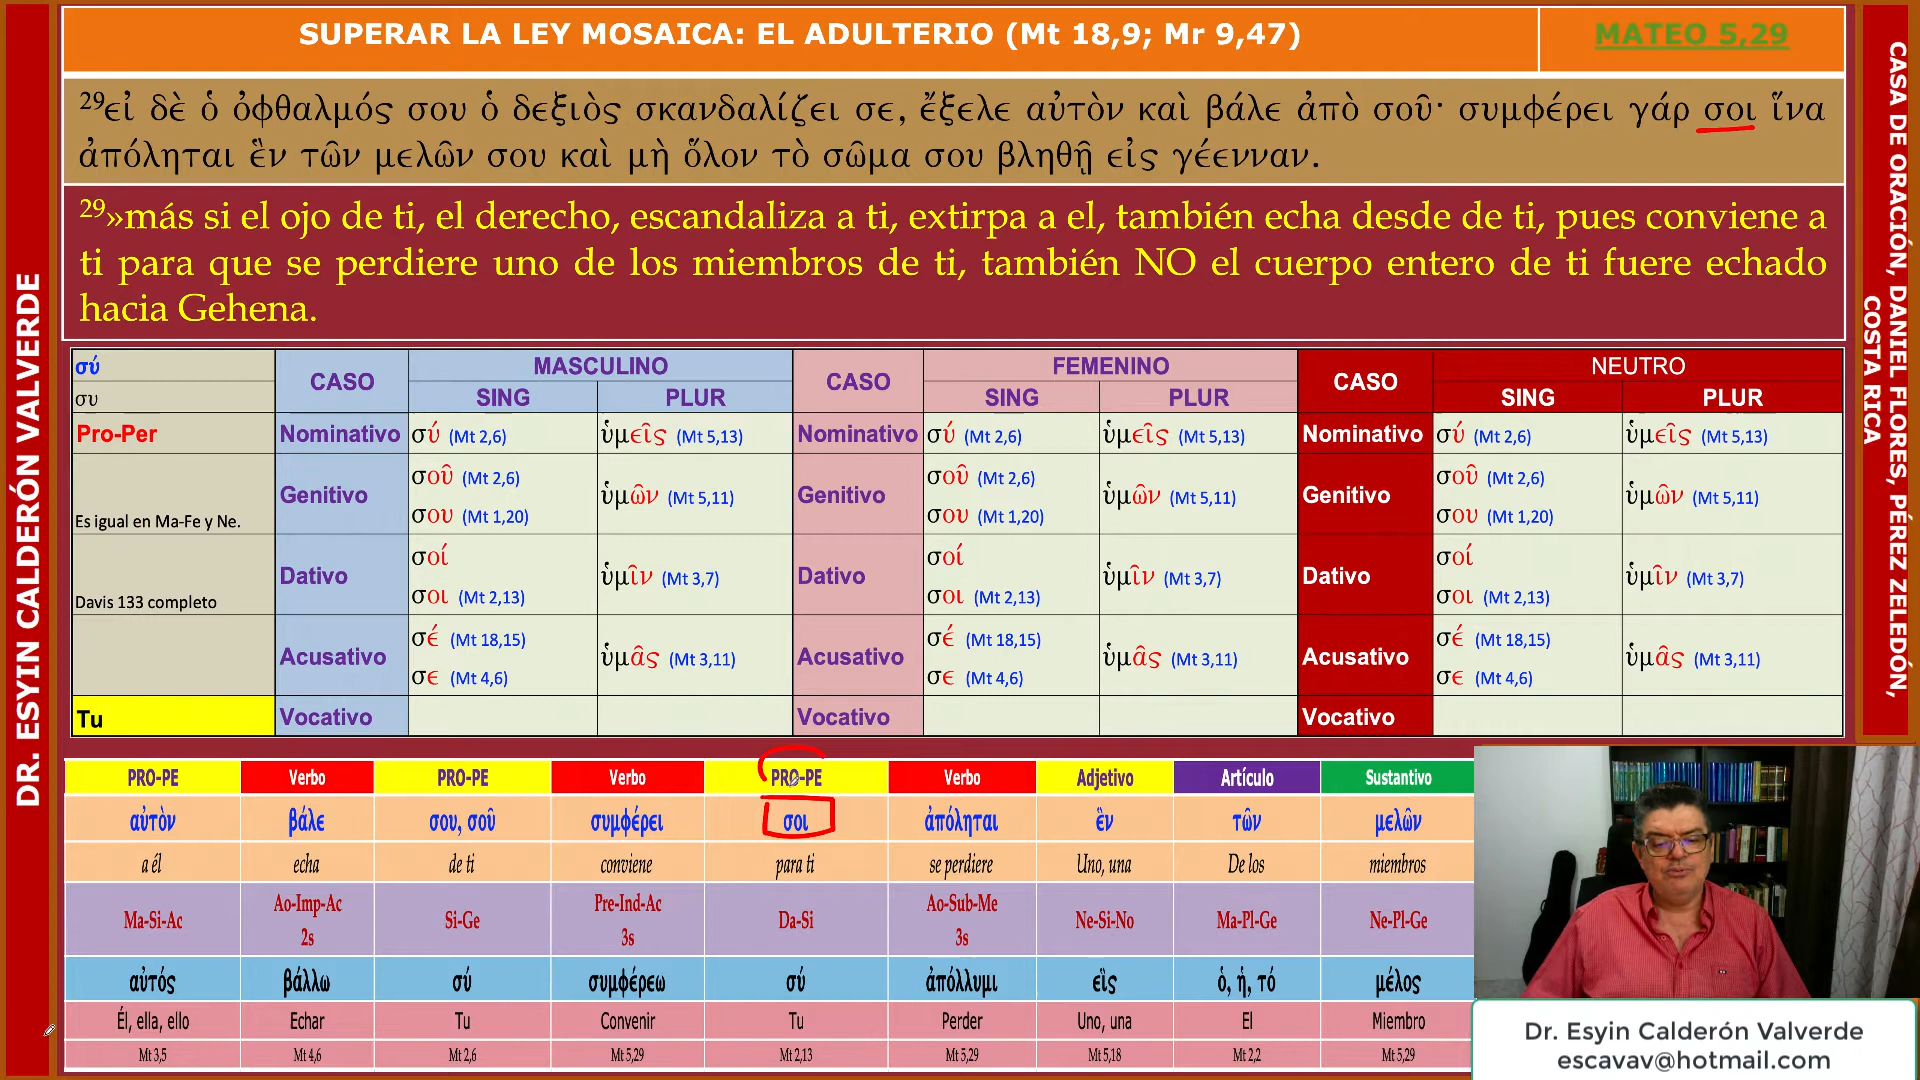 SUPERAR LA LEY MOSAICA: EL ADULTERIO (Mt 18,9; Mr 9,47)
MATEO 5,29
²⁹εἰ δὲ ὁ ὀφθαλμός σου ὁ δεξιὸς σκανδαλίζει σε, ἔξελε αὐτὸν καὶ βάλε ἀπὸ σοῦ· συμφέρει γάρ σοι ἵνα
ἀπόληται ἓν τῶν μελῶν σου καὶ μὴ ὅλον τὸ σῶμα σου βληθῇ εἰς γέενναν.
²⁹»más si el ojo de ti, el derecho, escandaliza a ti, extirpa a el, también echa desde de ti, pues conviene a
ti para que se perdiere uno de los miembros de ti, también NO el cuerpo entero de ti fuere echado
hacia Gehena.
DR. ESYIN CALDERÓN VALVERDE
CASA DE ORACIÓN, DANIEL FLORES, PÉREZ ZELEDÓN,
COSTA RICA
σύ CASO MASCULINO CASO FEMENINO CASO NEUTRO
συ SING PLUR SING PLUR SING PLUR
Pro-Per Nominativo σύ (Mt 2,6) ὑμεῖς (Mt 5,13) Nominativo σύ (Mt 2,6) ὑμεῖς (Mt 5,13) Nominativo σύ (Mt 2,6) ὑμεῖς (Mt 5,13)
Es igual en Ma-Fe y Ne. Genitivo σοῦ (Mt 2,6) σου (Mt 1,20) ὑμῶν (Mt 5,11) Genitivo σοῦ (Mt 2,6) σου (Mt 1,20) ὑμῶν (Mt 5,11) Genitivo σοῦ (Mt 2,6) σου (Mt 1,20) ὑμῶν (Mt 5,11)
Davis 133 completo Dativo σοί σοι (Mt 2,13) ὑμῖν (Mt 3,7) Dativo σοί σοι (Mt 2,13) ὑμῖν (Mt 3,7) Dativo σοί σοι (Mt 2,13) ὑμῖν (Mt 3,7)
Acusativo σέ (Mt 18,15) σε (Mt 4,6) ὑμᾶς (Mt 3,11) Acusativo σέ (Mt 18,15) σε (Mt 4,6) ὑμᾶς (Mt 3,11) Acusativo σέ (Mt 18,15) σε (Mt 4,6) ὑμᾶς (Mt 3,11)
Tu Vocativo Vocativo Vocativo
PRO-PE Verbo PRO-PE Verbo PRO-PE Verbo Adjetivo Artículo Sustantivo
αὐτὸν βάλε σου, σοῦ συμφέρει σοι ἀπόληται ἓν τῶν μελῶν
a él echa de ti conviene para ti se perdiere Uno, una De los miembros
Ma-Si-Ac Ao-Imp-Ac 2s Si-Ge Pre-Ind-Ac 3s Da-Si Ao-Sub-Me 3s Ne-Si-No Ma-Pl-Ge Ne-Pl-Ge
αὐτός βάλλω σύ συμφέρεω σύ ἀπόλλυμι εἷς ὁ, ἡ, τό μέλος
Él, ella, ello Echar Tu Convenir Tu Perder Uno, una El Miembro
Mt 3,5 Mt 4,6 Mt 2,6 Mt 5,29 Mt 2,13 Mt 5,29 Mt 5,18 Mt 2,2 Mt 5,29
Dr. Esyin Calderón Valverde
escavav@hotmail.com